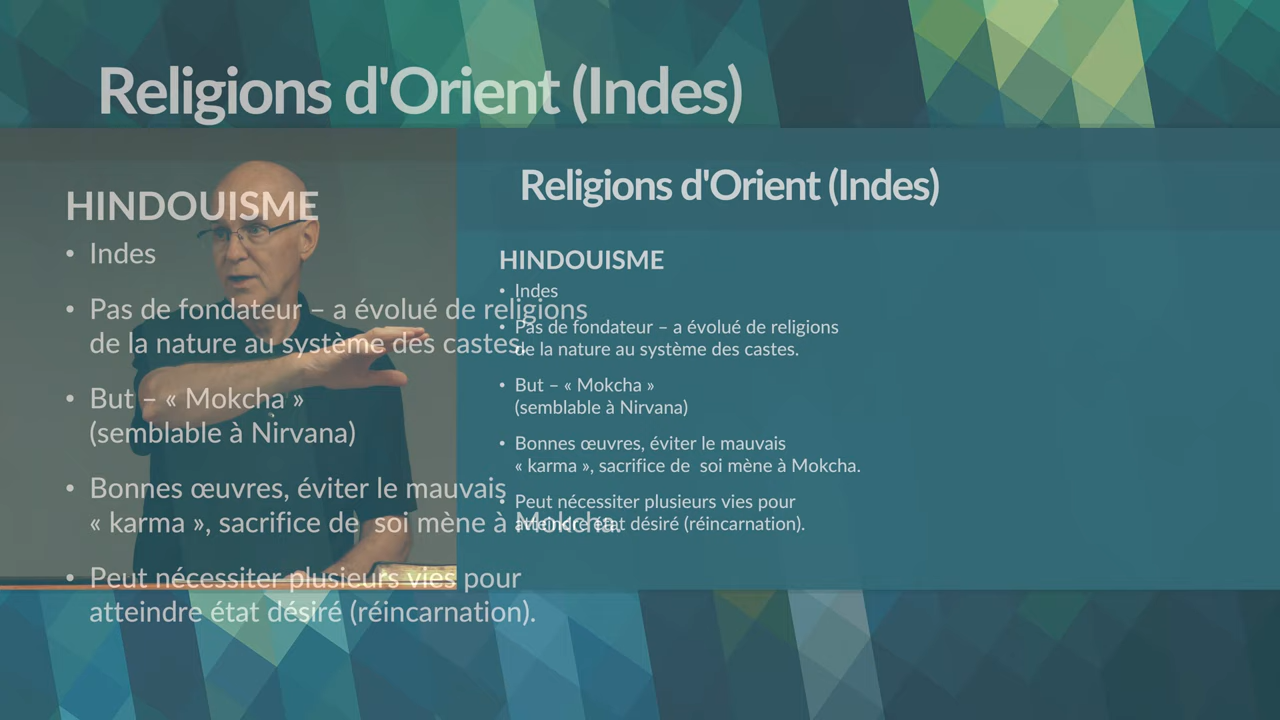 Religions d'Orient (Indes)
HINDOUISME
• Indes
• Pas de fondateur – a évolué de religions
de la nature au système des castes.
• But – « Mokcha »
(semblable à Nirvana)
• Bonnes œuvres, éviter le mauvais
« karma », sacrifice de  soi mène à Mokcha.
• Peut nécessiter plusieurs vies pour
atteindre état désiré (réincarnation).
Religions d'Orient (Indes)
HINDOUISME
• Indes
• Pas de fondateur – a évolué de religions
de la nature au système des castes.
• But – « Mokcha »
(semblable à Nirvana)
• Bonnes œuvres, éviter le mauvais
« karma », sacrifice de  soi mène à Mokcha.
• Peut nécessiter plusieurs vies pour
atteindre état désiré (réincarnation).